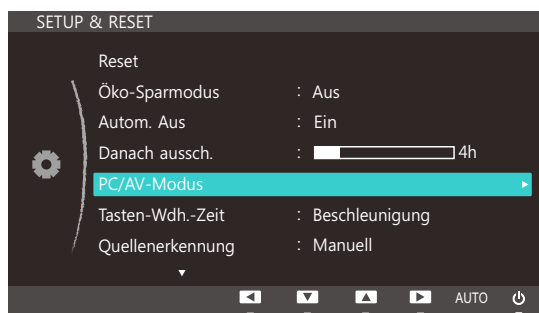 SETUP & RESET
Reset
Öko-Sparmodus : Aus
Autom. Aus : Ein
Danach aussch. : 4h
PC/AV-Modus
Tasten-Wdh.-Zeit : Beschleunigung
Quellenerkennung : Manuell
AUTO